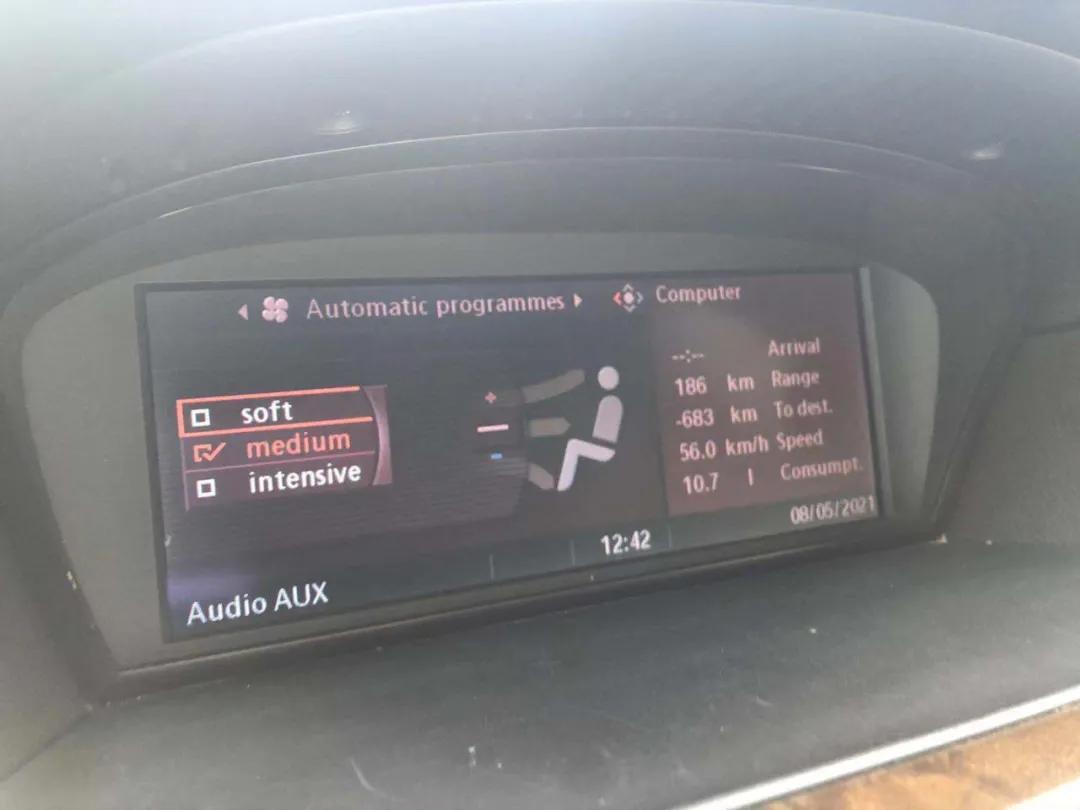 Automatic programmes
soft
medium
intensive
Computer
--:-- Arrival
186 km Range
-683 km To dest.
56.0 km/h Speed
10.7 l Consumpt.
08/05/2021
12:42
Audio AUX